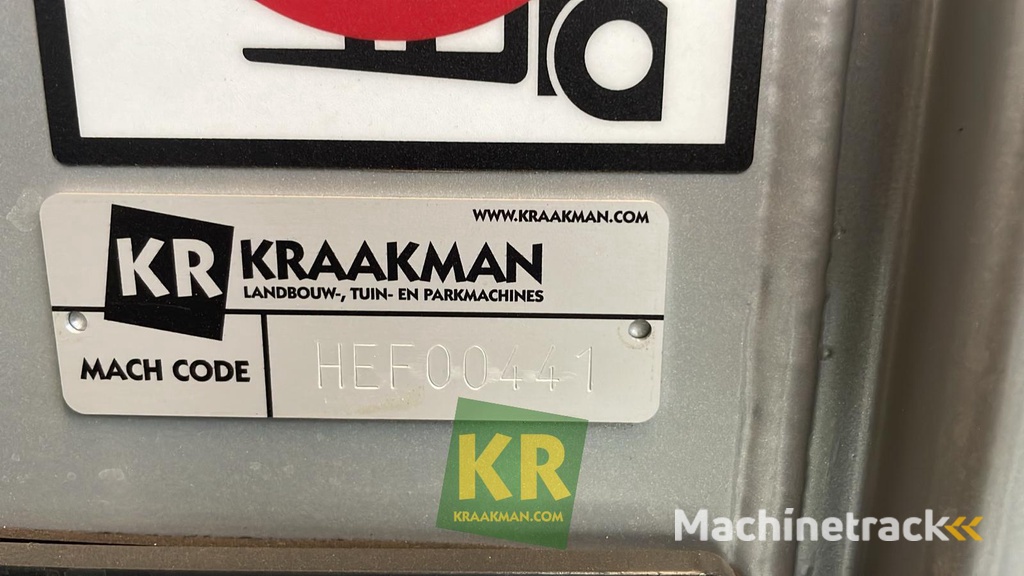 WWW.KRAAKMAN.COM
KR KRAAKMAN
LANDBOUW-, TUIN- EN PARKMACHINES
MACH CODE HEF00441
KR
KRAAKMAN.COM
Machinetrack